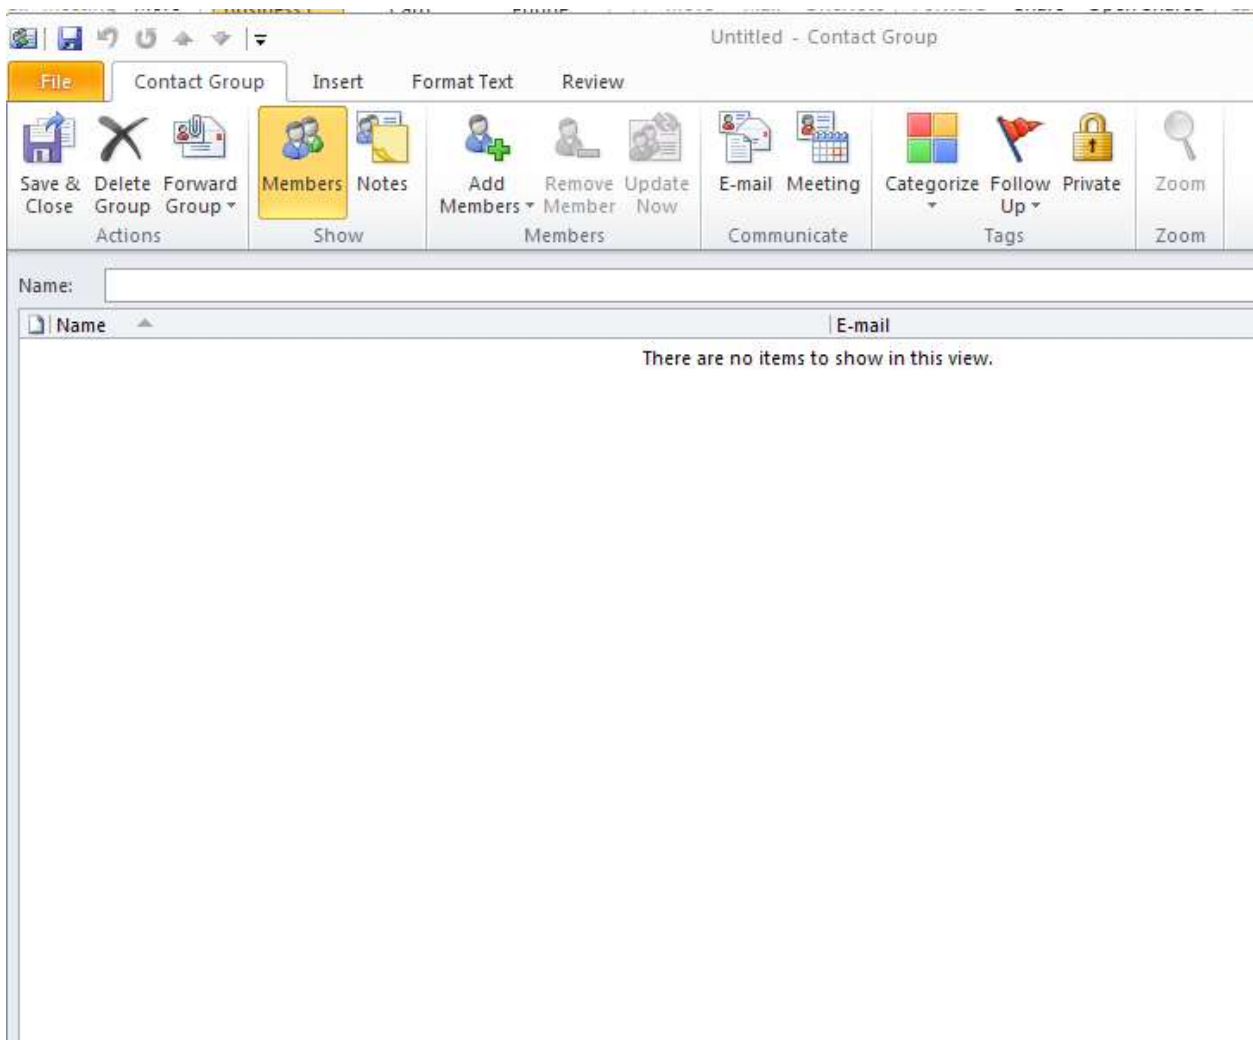 Untitled - Contact Group
File Contact Group Insert Format Text Review
Save & Delete Forward Members Notes Add Remove Update E-mail Meeting Categorize Follow Private Zoom
Close Group Group Members Member Now Up
Actions Show Members Communicate Tags Zoom
Name:
Name E-mail
There are no items to show in this view.